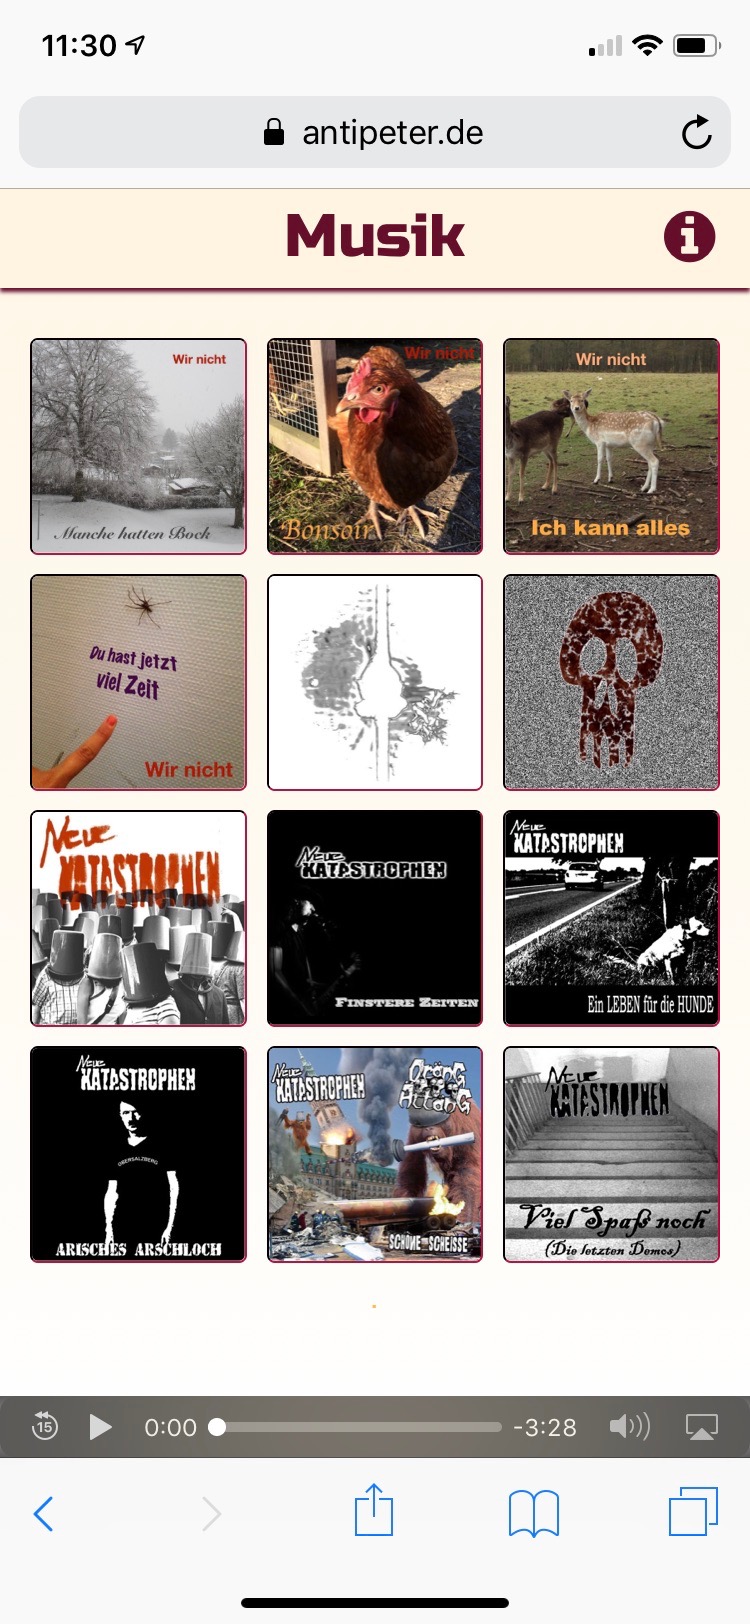 11:30
antipeter.de
Musik
Wir nicht
Manche hatten Bock
Wir nicht
Bonsoir
Wir nicht
Ich kann alles
Du hast jetzt
viel Zeit
Wir nicht
Neue
KATASTROPHEN
Neue
KATASTROPHEN
FINSTERE ZEITEN
Neue
KATASTROPHEN
Ein LEBEN für die HUNDE
Neue
KATASTROPHEN
OBERSALZBERG
ARISCHES ARSCHLOCH
Neue
KATASTROPHEN
Oräng
Ättäng
SCHÖNE SCHEISSE
Neue
KATASTROPHEN
Viel Spaß noch
(Die letzten Demos)
15
0:00
-3:28